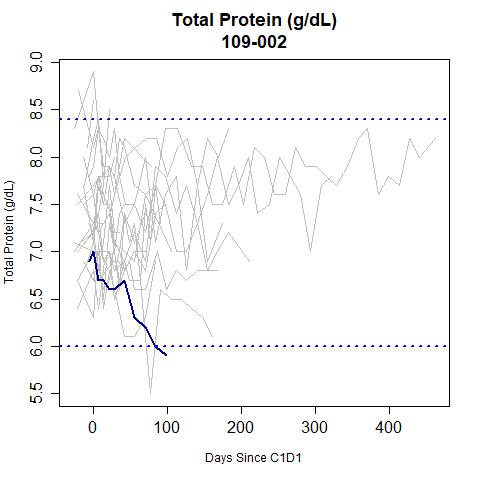 Total Protein (g/dL)
109-002
Total Protein (g/dL)
9.0
8.5
8.0
7.5
7.0
6.5
6.0
5.5
0 100 200 300 400
Days Since C1D1